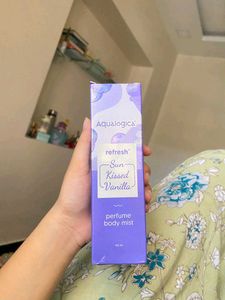 Aqualogica
refresh
Sun
Kissed
Vanilla
perfume
body mist